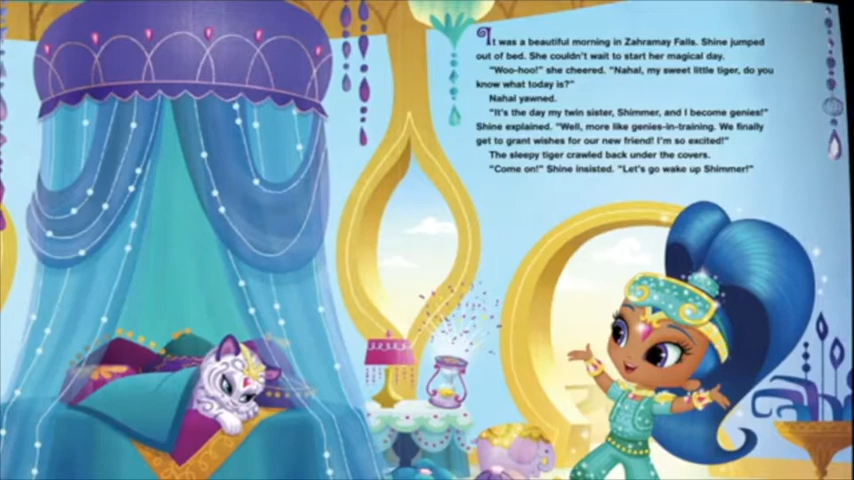 It was a beautiful morning in Zahramay Falls. Shine jumped
out of bed. She couldn't wait to start her magical day.
"Woo-hoo!" she cheered. "Nahal, my sweet little tiger, do you
know what today is?"
Nahal yawned.
"It's the day my twin sister, Shimmer, and I become genies!"
Shine explained. "Well, more like genies-in-training. We finally
get to grant wishes for our new friend! I'm so excited!"
The sleepy tiger crawled back under the covers.
"Come on!" Shine insisted. "Let's go wake up Shimmer!"